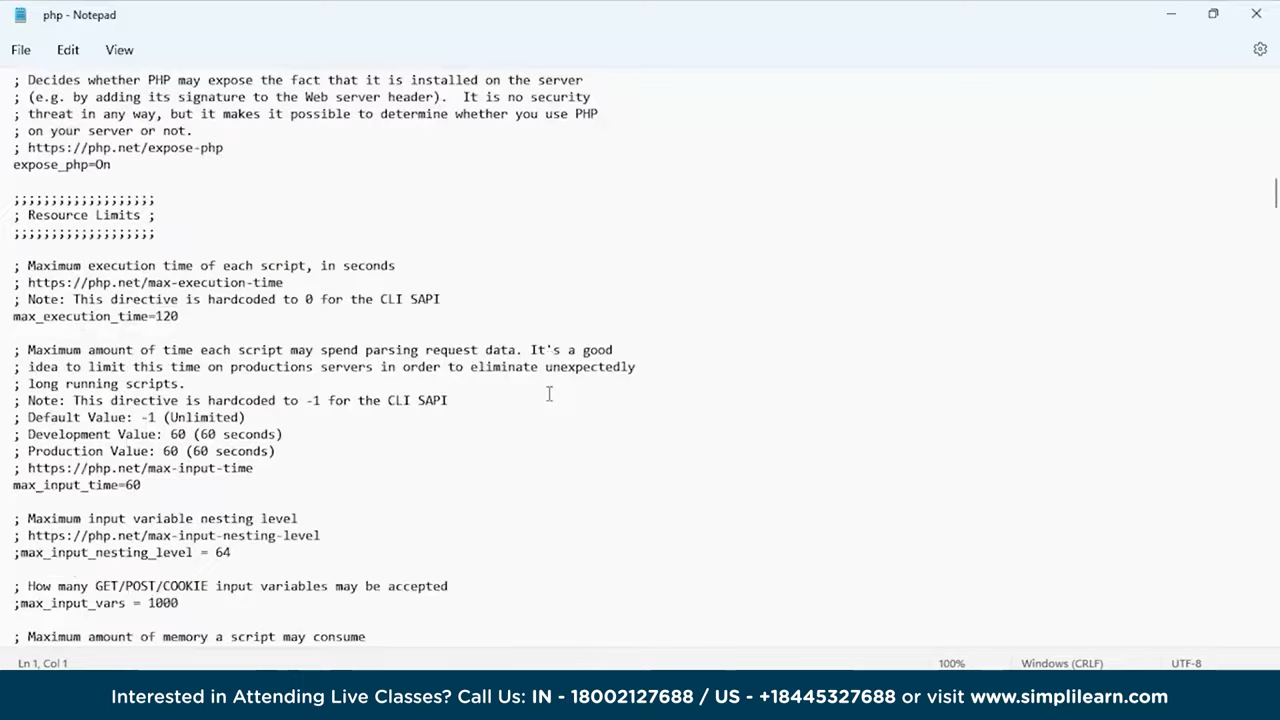 php - Notepad
File Edit View
; Decides whether PHP may expose the fact that it is installed on the server
; (e.g. by adding its signature to the Web server header).  It is no security
; threat in any way, but it makes it possible to determine whether you use PHP
; on your server or not.
; https://php.net/expose-php
expose_php=On
;;;;;;;;;;;;;;;;;;;
; Resource Limits ;
;;;;;;;;;;;;;;;;;;;
; Maximum execution time of each script, in seconds
; https://php.net/max-execution-time
; Note: This directive is hardcoded to 0 for the CLI SAPI
max_execution_time=120
; Maximum amount of time each script may spend parsing request data. It's a good
; idea to limit this time on productions servers in order to eliminate unexpectedly
; long running scripts.
; Note: This directive is hardcoded to -1 for the CLI SAPI
; Default Value: -1 (Unlimited)
; Development Value: 60 (60 seconds)
; Production Value: 60 (60 seconds)
; https://php.net/max-input-time
max_input_time=60
; Maximum input variable nesting level
; https://php.net/max-input-nesting-level
;max_input_nesting_level = 64
; How many GET/POST/COOKIE input variables may be accepted
;max_input_vars = 1000
; Maximum amount of memory a script may consume
Ln 1, Col 1 100% Windows (CRLF) UTF-8
Interested in Attending Live Classes? Call Us: IN - 18002127688 / US - +18445327688 or visit www.simplilearn.com